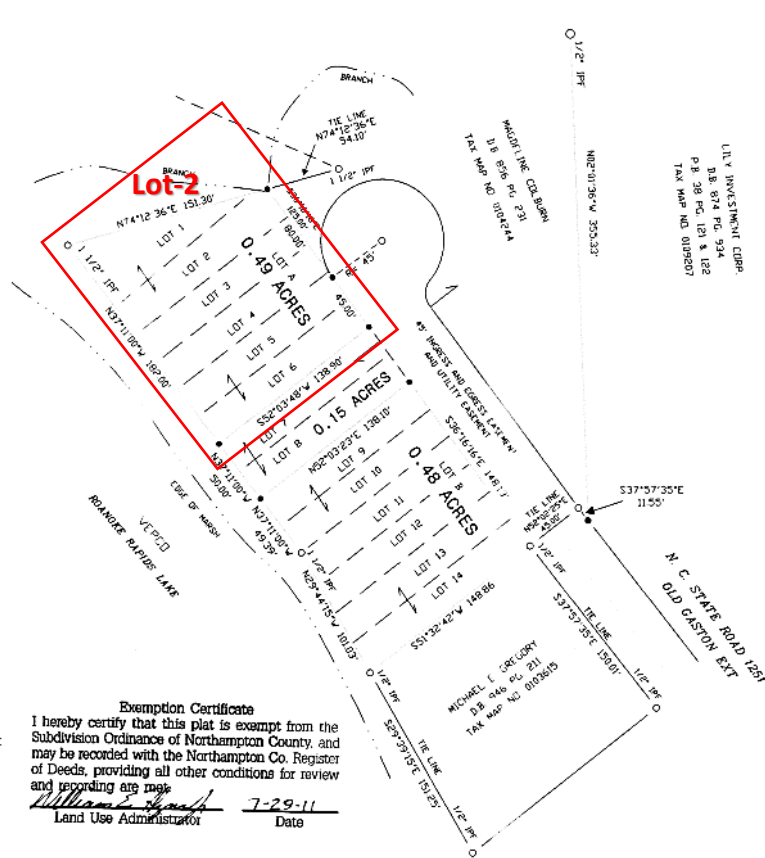 BRANCH
1/2" IPF
TIE LINE
N74°12'36"E
54.10'
1 1/2" IPF
BRANCH
Lot-2
N74°12'36"E 151.30'
125.00'
80.00'
45'
45.00'
1 1/2" IPF
N37°11'00"W 182.00'
LOT 1
LOT 2
LOT 3
LOT 4
LOT 5
LOT 6
LOT A
0.49 ACRES
S52°03'48"W 138.90'
MAGDELINE COLBURN
D.B 856 PG. 231
TAX MAP NO 0104244
N02°01'36"W 355.33'
LILY INVESTMENT CORP.
D.B. 874 PG. 934
P.B. 38 PG. 121 & 122
TAX MAP NO. 0109207
45' INGRESS AND EGRESS EASEMENT
AND UTILITY EASEMENT
LOT 7
LOT 8
0.15 ACRES
N52°03'23"E 138.10'
N37°11'00"W
50.00'
LOT 9
LOT 10
LOT 11
LOT 12
LOT 13
LOT 14
LOT B
0.48 ACRES
S36°16'16"E 148.17'
N37°11'00"W
49.39'
1/2" IPF
N29°44'15"W 101.03'
S51°32'42"W 148.86
EDGE OF MARSH
VEPCO
ROANOKE RAPIDS LAKE
TIE LINE
N52°02'25"E
45.00'
S37°57'35"E
11.55'
N. C. STATE ROAD 1251
OLD GASTON EXT
1/2" IPF
TIE LINE
S37°57'35"E 150.01'
1/2" IPF
MICHAEL E GREGORY
D.B 946 PG 211
TAX MAP NO 0103615
1/2" IPF
TIE LINE
S29°39'15"E 151.25'
1/2" IPF
Exemption Certificate
I hereby certify that this plat is exempt from the
Subdivision Ordinance of Northampton County, and
may be recorded with the Northampton Co. Register
of Deeds, providing all other conditions for review
and recording are met.
William E.
7-29-11
Land Use Administrator
Date